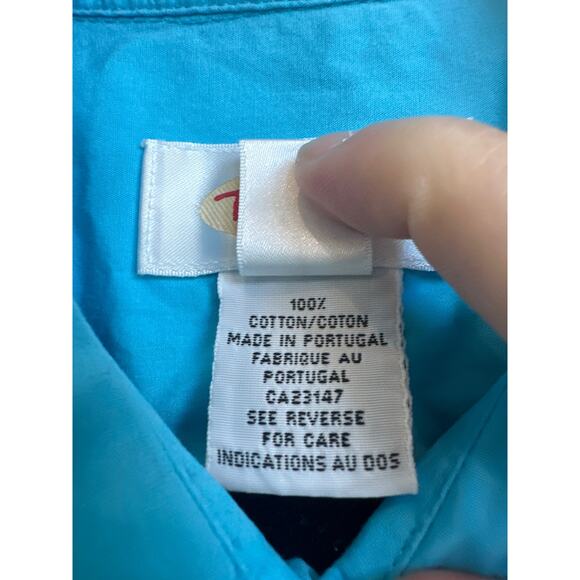 100%
COTTON/COTON
MADE IN PORTUGAL
FABRIQUE AU
PORTUGAL
CA23147
SEE REVERSE
FOR CARE
INDICATIONS AU DOS